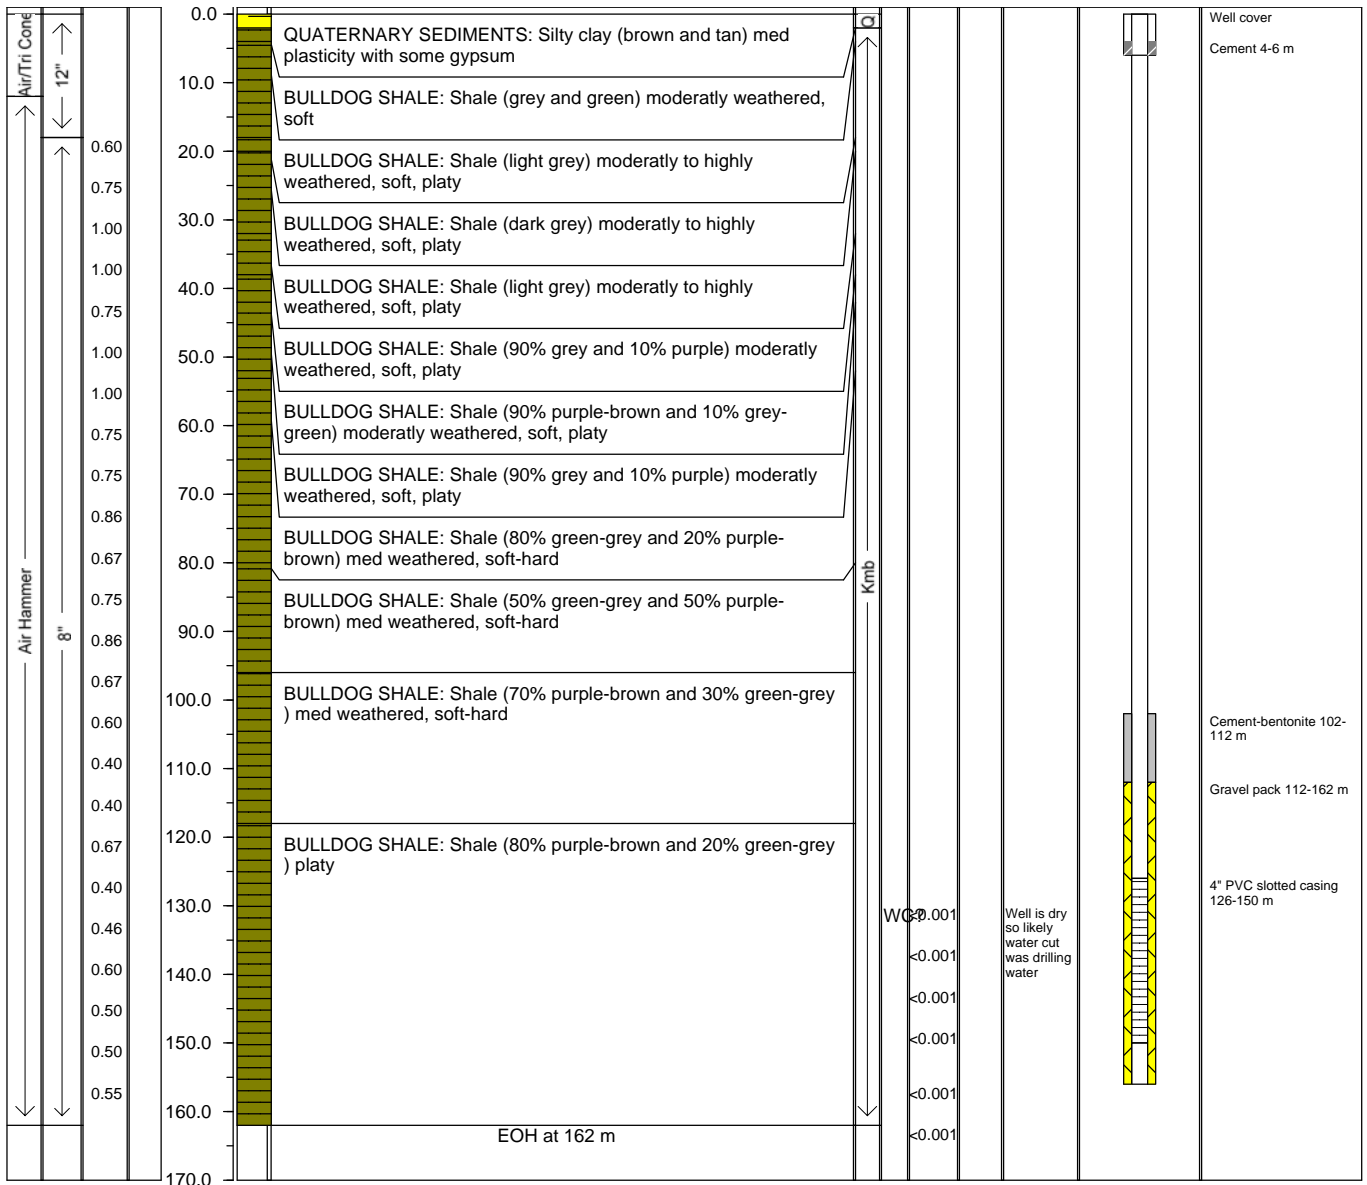 Air/Tri Cone
Air Hammer
12"
8"
0.60
0.75
1.00
1.00
0.75
1.00
1.00
0.75
0.75
0.86
0.67
0.75
0.86
0.67
0.60
0.40
0.40
0.67
0.40
0.46
0.60
0.50
0.50
0.55
0.0
10.0
20.0
30.0
40.0
50.0
60.0
70.0
80.0
90.0
100.0
110.0
120.0
130.0
140.0
150.0
160.0
170.0
QUATERNARY SEDIMENTS: Silty clay (brown and tan) med
plasticity with some gypsum
BULLDOG SHALE: Shale (grey and green) moderatly weathered,
soft
BULLDOG SHALE: Shale (light grey) moderatly to highly
weathered, soft, platy
BULLDOG SHALE: Shale (dark grey) moderatly to highly
weathered, soft, platy
BULLDOG SHALE: Shale (light grey) moderatly to highly
weathered, soft, platy
BULLDOG SHALE: Shale (90% grey and 10% purple) moderatly
weathered, soft, platy
BULLDOG SHALE: Shale (90% purple-brown and 10% grey-
green) moderatly weathered, soft, platy
BULLDOG SHALE: Shale (90% grey and 10% purple) moderatly
weathered, soft, platy
BULLDOG SHALE: Shale (80% green-grey and 20% purple-
brown) med weathered, soft-hard
BULLDOG SHALE: Shale (50% green-grey and 50% purple-
brown) med weathered, soft-hard
BULLDOG SHALE: Shale (70% purple-brown and 30% green-grey
) med weathered, soft-hard
BULLDOG SHALE: Shale (80% purple-brown and 20% green-grey
) platy
EOH at 162 m
Q
Kmb
WC?
<0.001
<0.001
<0.001
<0.001
<0.001
<0.001
Well is dry
so likely
water cut
was drilling
water
Well cover
Cement 4-6 m
Cement-bentonite 102-
112 m
Gravel pack 112-162 m
4" PVC slotted casing
126-150 m